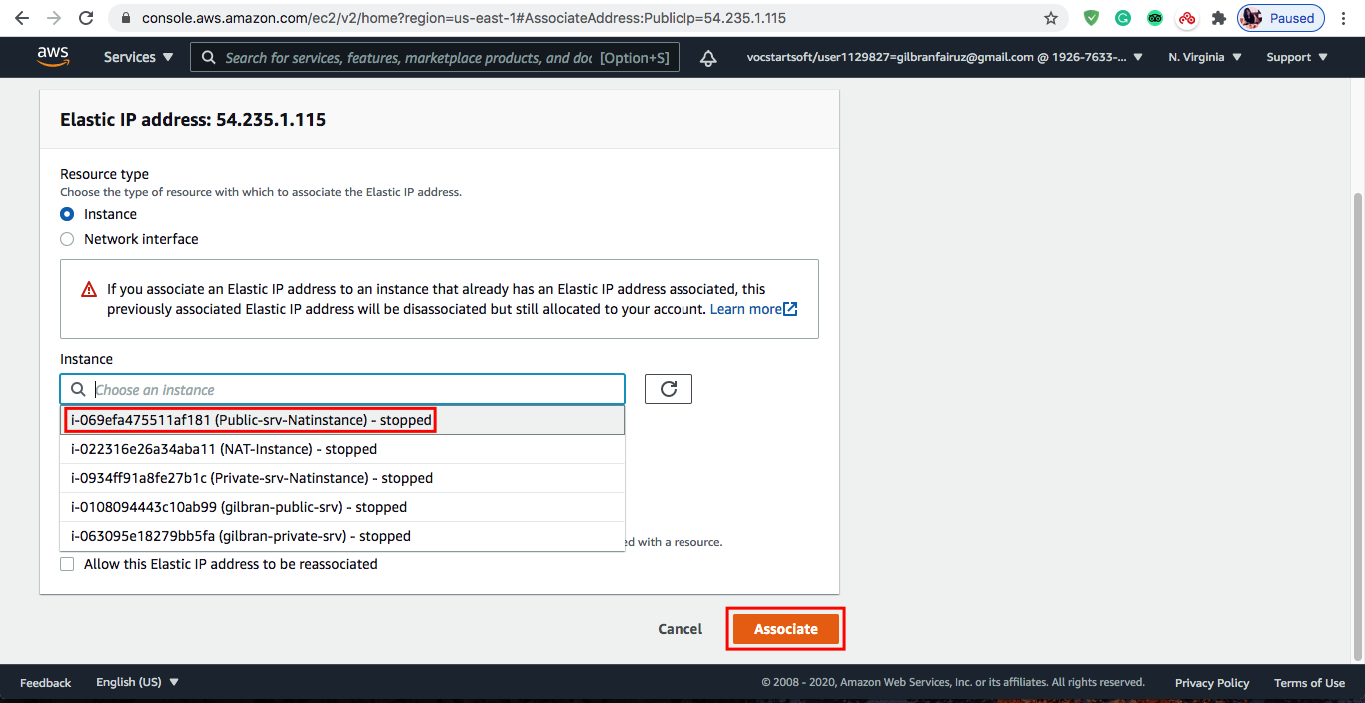 console.aws.amazon.com/ec2/v2/home?region=us-east-1#AssociateAddress:PublicIp=54.235.1.115
Paused
aws
Services
Search for services, features, marketplace products, and doc
[Option+S]
vocstartsoft/user1129827=gilbranfairuz@gmail.com @ 1926-7633-...
N. Virginia
Support
Elastic IP address: 54.235.1.115
Resource type
Choose the type of resource with which to associate the Elastic IP address.
Instance
Network interface
If you associate an Elastic IP address to an instance that already has an Elastic IP address associated, this
previously associated Elastic IP address will be disassociated but still allocated to your account. Learn more
Instance
Choose an instance
i-069efa475511af181 (Public-srv-Natinstance) - stopped
i-022316e26a34aba11 (NAT-Instance) - stopped
i-0934ff91a8fe27b1c (Private-srv-Natinstance) - stopped
i-0108094443c10ab99 (gilbran-public-srv) - stopped
i-063095e18279bb5fa (gilbran-private-srv) - stopped
ed with a resource.
Allow this Elastic IP address to be reassociated
Cancel
Associate
Feedback
English (US)
© 2008 - 2020, Amazon Web Services, Inc. or its affiliates. All rights reserved.
Privacy Policy
Terms of Use